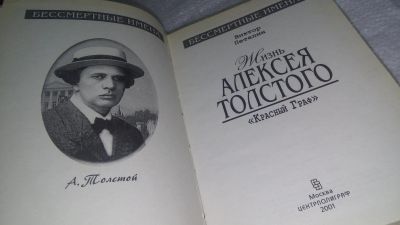 БЕССМЕРТНЫЕ ИМЕНА
А. Толстой
БЕССМЕРТНЫЕ ИМЕНА
Виктор
Петелин
Жизнь
АЛЕКСЕЯ
ТОЛСТОГО
«КРАСНЫЙ ГРАФ»
Москва
ЦЕНТРПОЛИГРАФ
2001